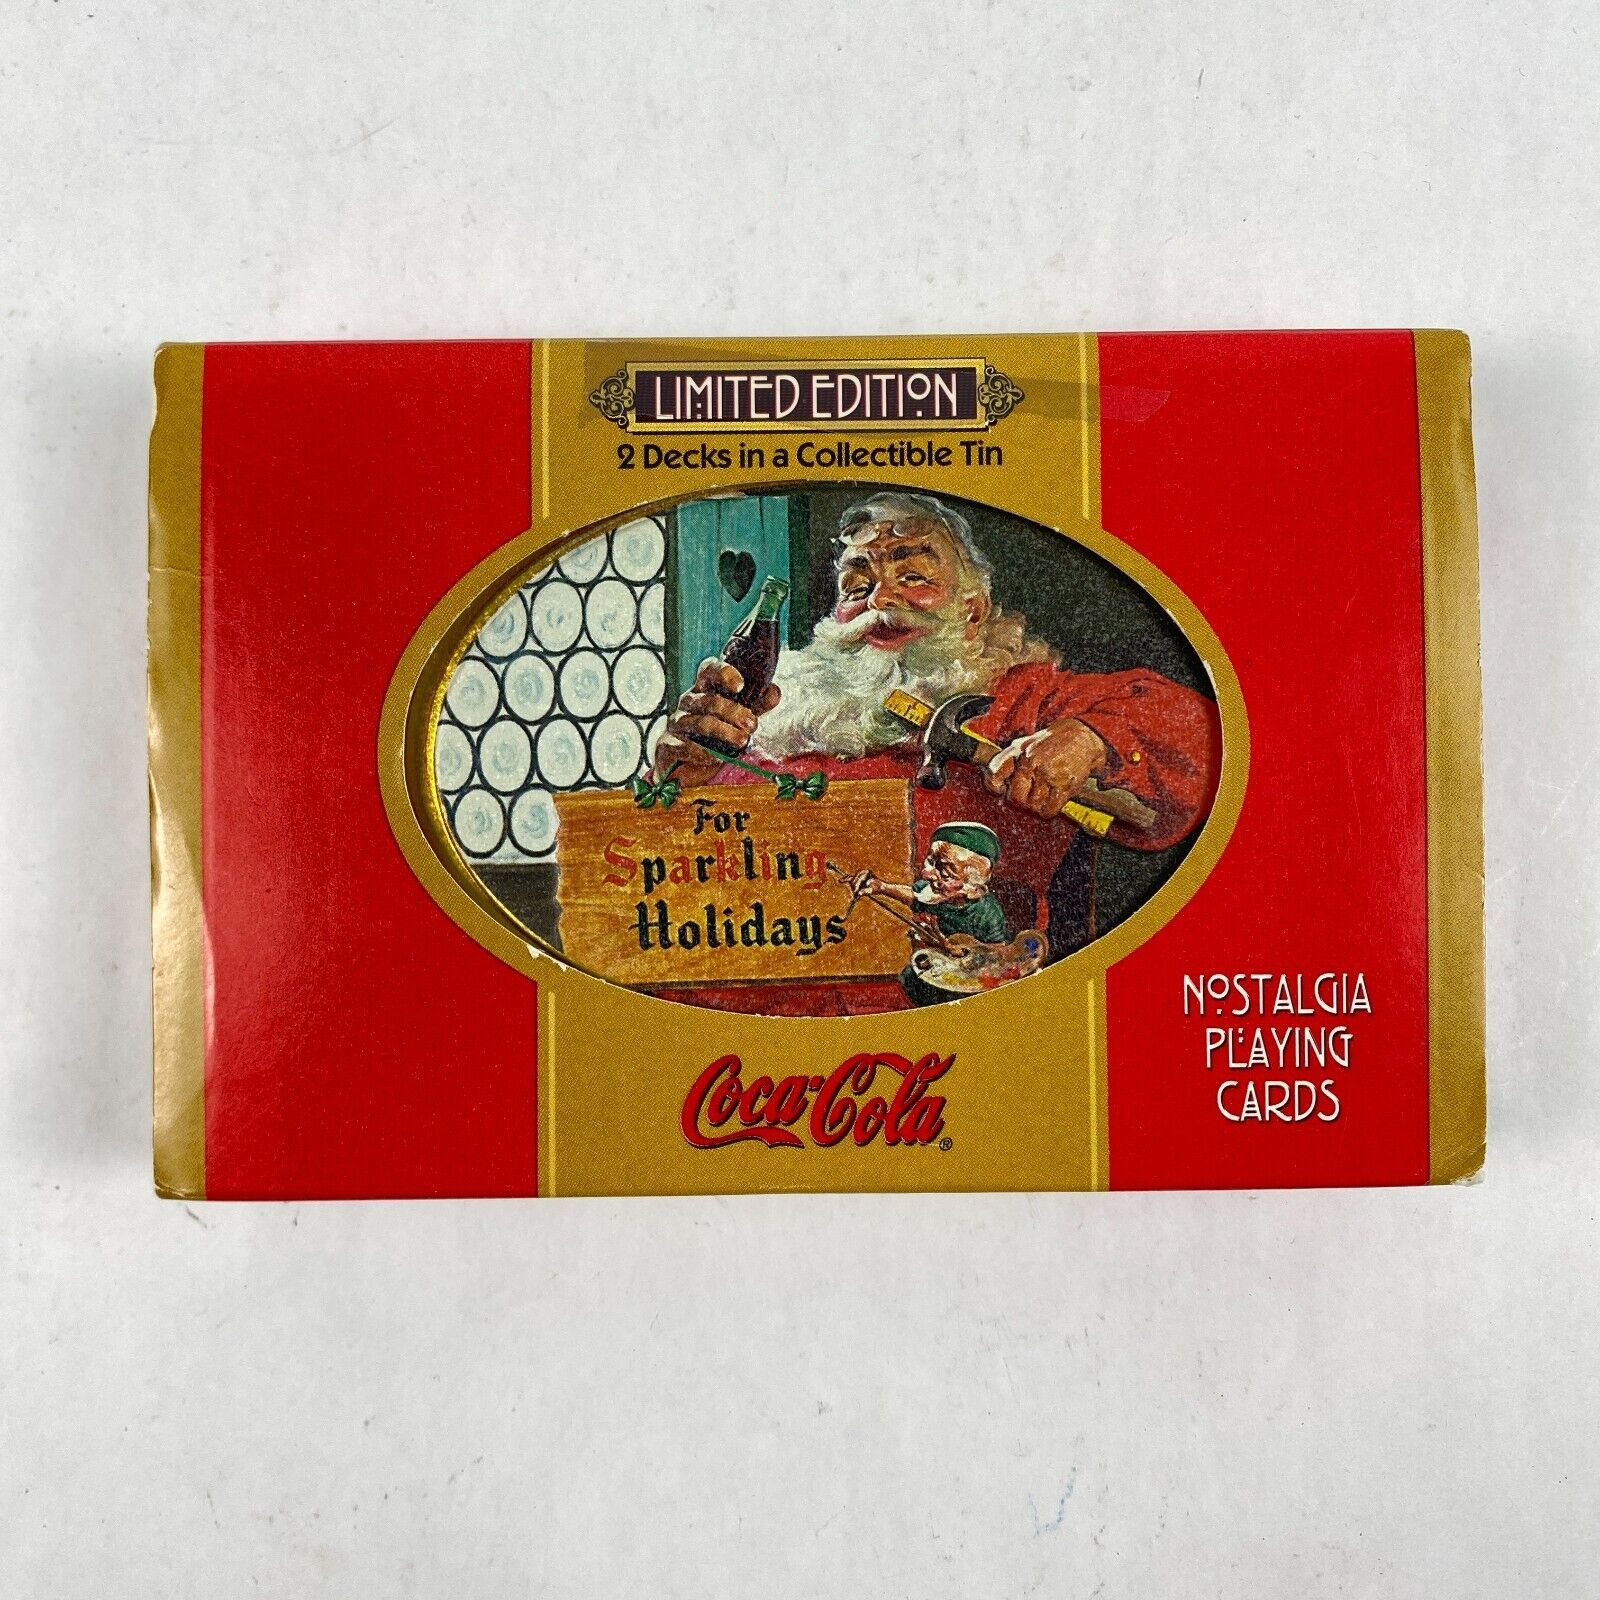 LIMITED EDITION
2 Decks in a Collectible Tin
For
Sparkling
Holidays
Coca-Cola®
NOSTALGIA
PLAYING
CARDS